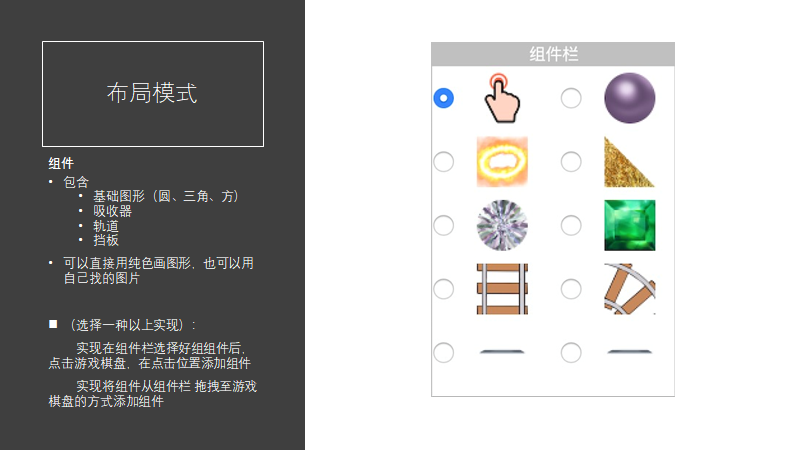 布局模式
组件
• 包含
• 基础图形（圆、三角、方）
• 吸收器
• 轨道
• 挡板
• 可以直接用纯色画图形，也可以用
自己找的图片
■ （选择一种以上实现）：
实现在组件栏选择好组组件后，
点击游戏棋盘，在点击位置添加组件
实现将组件从组件栏 拖拽至游戏
棋盘的方式添加组件
组件栏